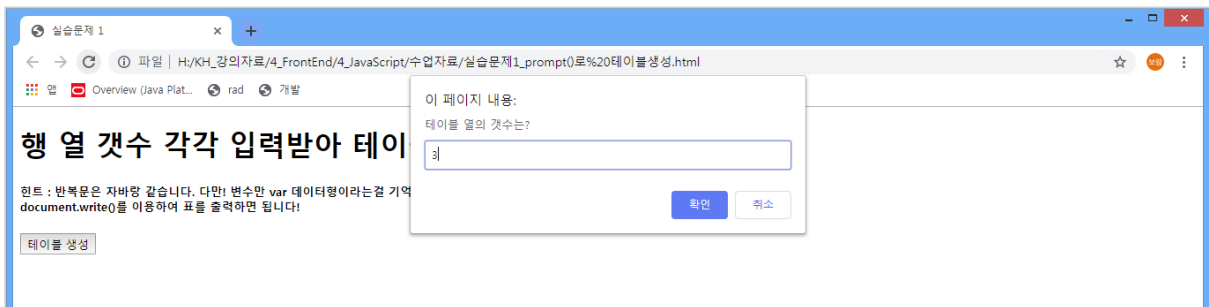 실습문제 1
파일 | H:/KH_강의자료/4_FrontEnd/4_JavaScript/수업자료/실습문제1_prompt()로%20테이블생성.html
보람
앱 Overview (Java Plat... rad 개발
이 페이지 내용:
테이블 열의 갯수는?
3
확인 취소
행 열 갯수 각각 입력받아 테이
힌트 : 반복문은 자바랑 같습니다. 다만! 변수만 var 데이터형이라는걸 기억
document.write()를 이용하여 표를 출력하면 됩니다!
테이블 생성